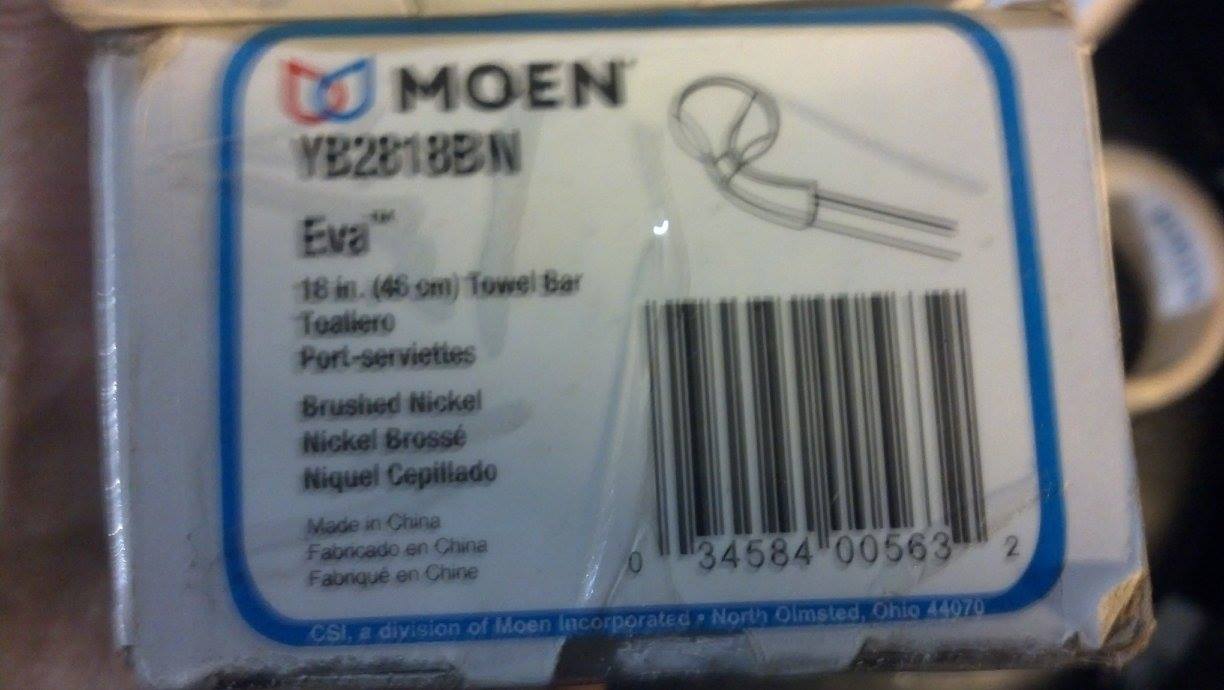 MOEN
YB2818BN
Eva™
18 in. (46 cm) Towel Bar
Toallero
Port-serviettes
Brushed Nickel
Nickel Brossé
Niquel Cepillado
Made in China
Fabricado en China
Fabriqué en Chine
0 34584 00563 2
CSI, a division of Moen Incorporated • North Olmsted, Ohio 44070